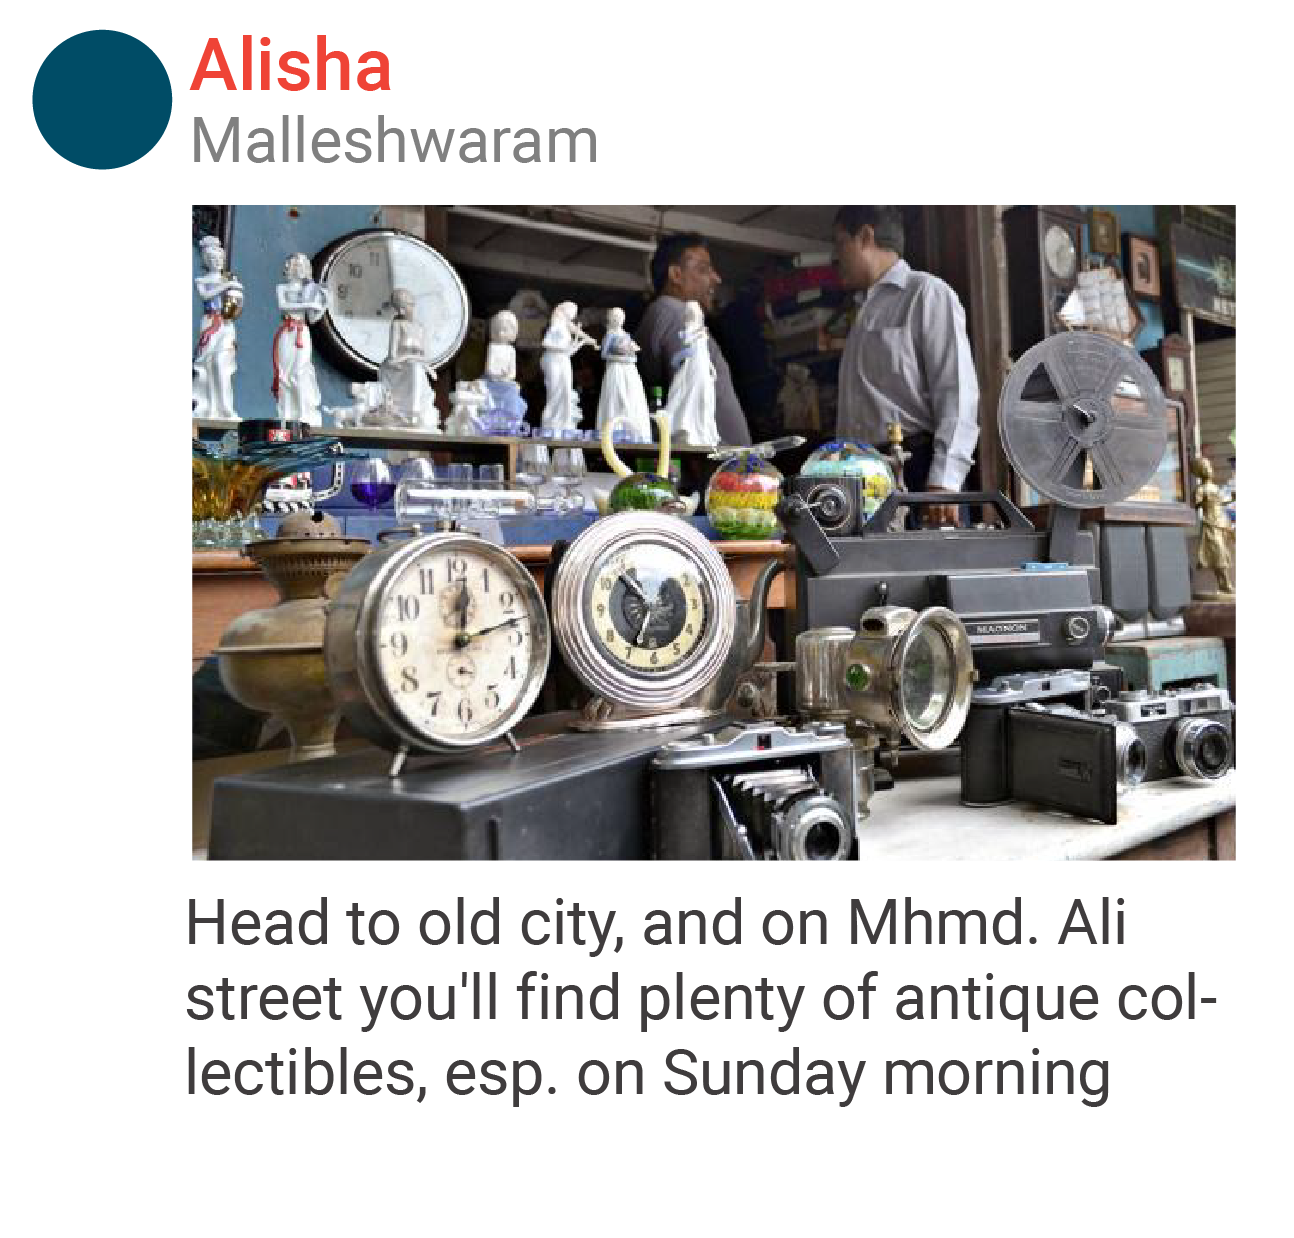 Alisha
Malleshwaram
MAGNON
Head to old city, and on Mhmd. Ali
street you'll find plenty of antique col-
lectibles, esp. on Sunday morning